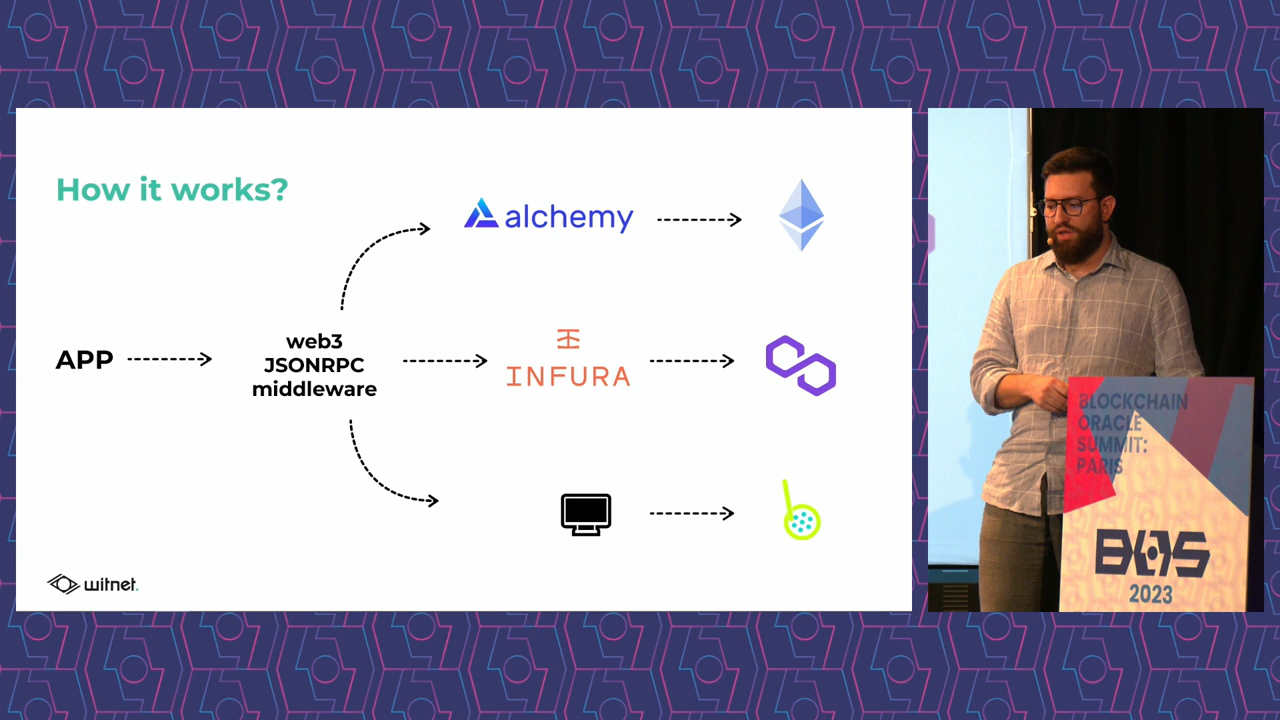 How it works?
alchemy
APP
web3
JSONRPC
middleware
INFURA
witnet.
BLOCKCHAIN
ORACLE
SUMMIT:
PARIS
BOS
2023